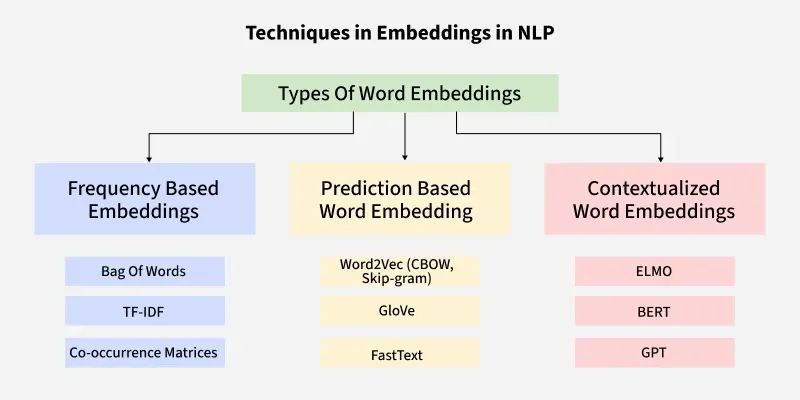 Techniques in Embeddings in NLP
Types Of Word Embeddings
Frequency Based
Embeddings
Bag Of Words
TF-IDF
Co-occurrence Matrices
Prediction Based
Word Embedding
Word2Vec (CBOW,
Skip-gram)
GloVe
FastText
Contextualized
Word Embeddings
ELMO
BERT
GPT